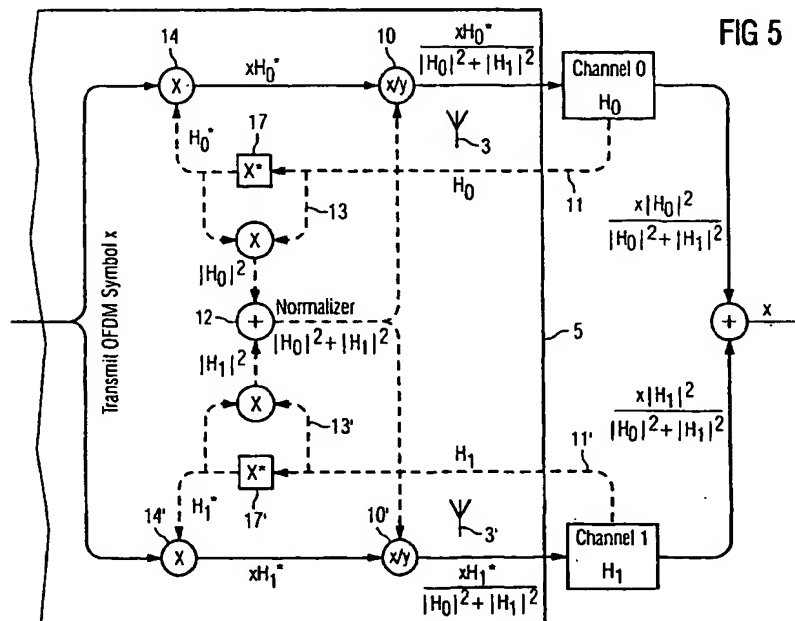 FIG 5
14
10
xH₀*
xH₀*
|H₀|² + |H₁|²
X
x/y
Channel 0
H₀
H₀*
17
X*
3
H₀
11
13
X
|H₀|²
x|H₀|²
|H₀|² + |H₁|²
Transmit OFDM Symbol x
12
+
Normalizer
|H₀|² + |H₁|²
5
+
x
|H₁|²
X
13'
x|H₁|²
|H₀|² + |H₁|²
H₁
11'
X*
H₁*
17'
3'
14'
10'
X
x/y
Channel 1
H₁
xH₁*
xH₁*
|H₀|² + |H₁|²